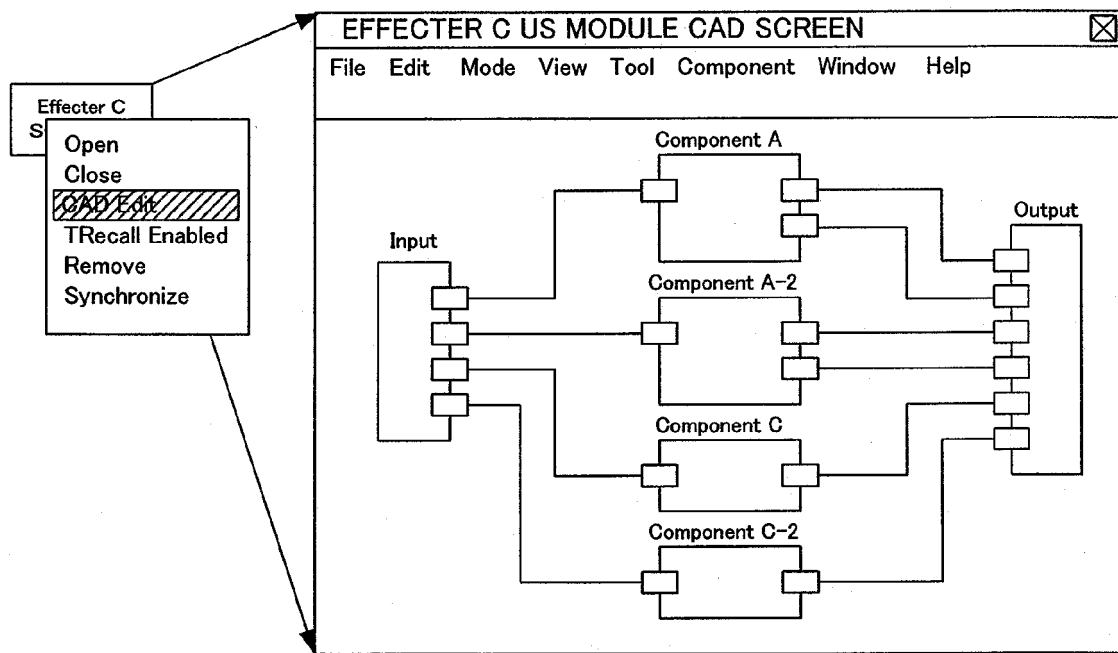 EFFECTER C US MODULE CAD SCREEN
File Edit Mode View Tool Component Window Help
Effecter C
S
Open
Close
CAD Edit
TRecall Enabled
Remove
Synchronize
Input
Component A
Component A-2
Component C
Component C-2
Output